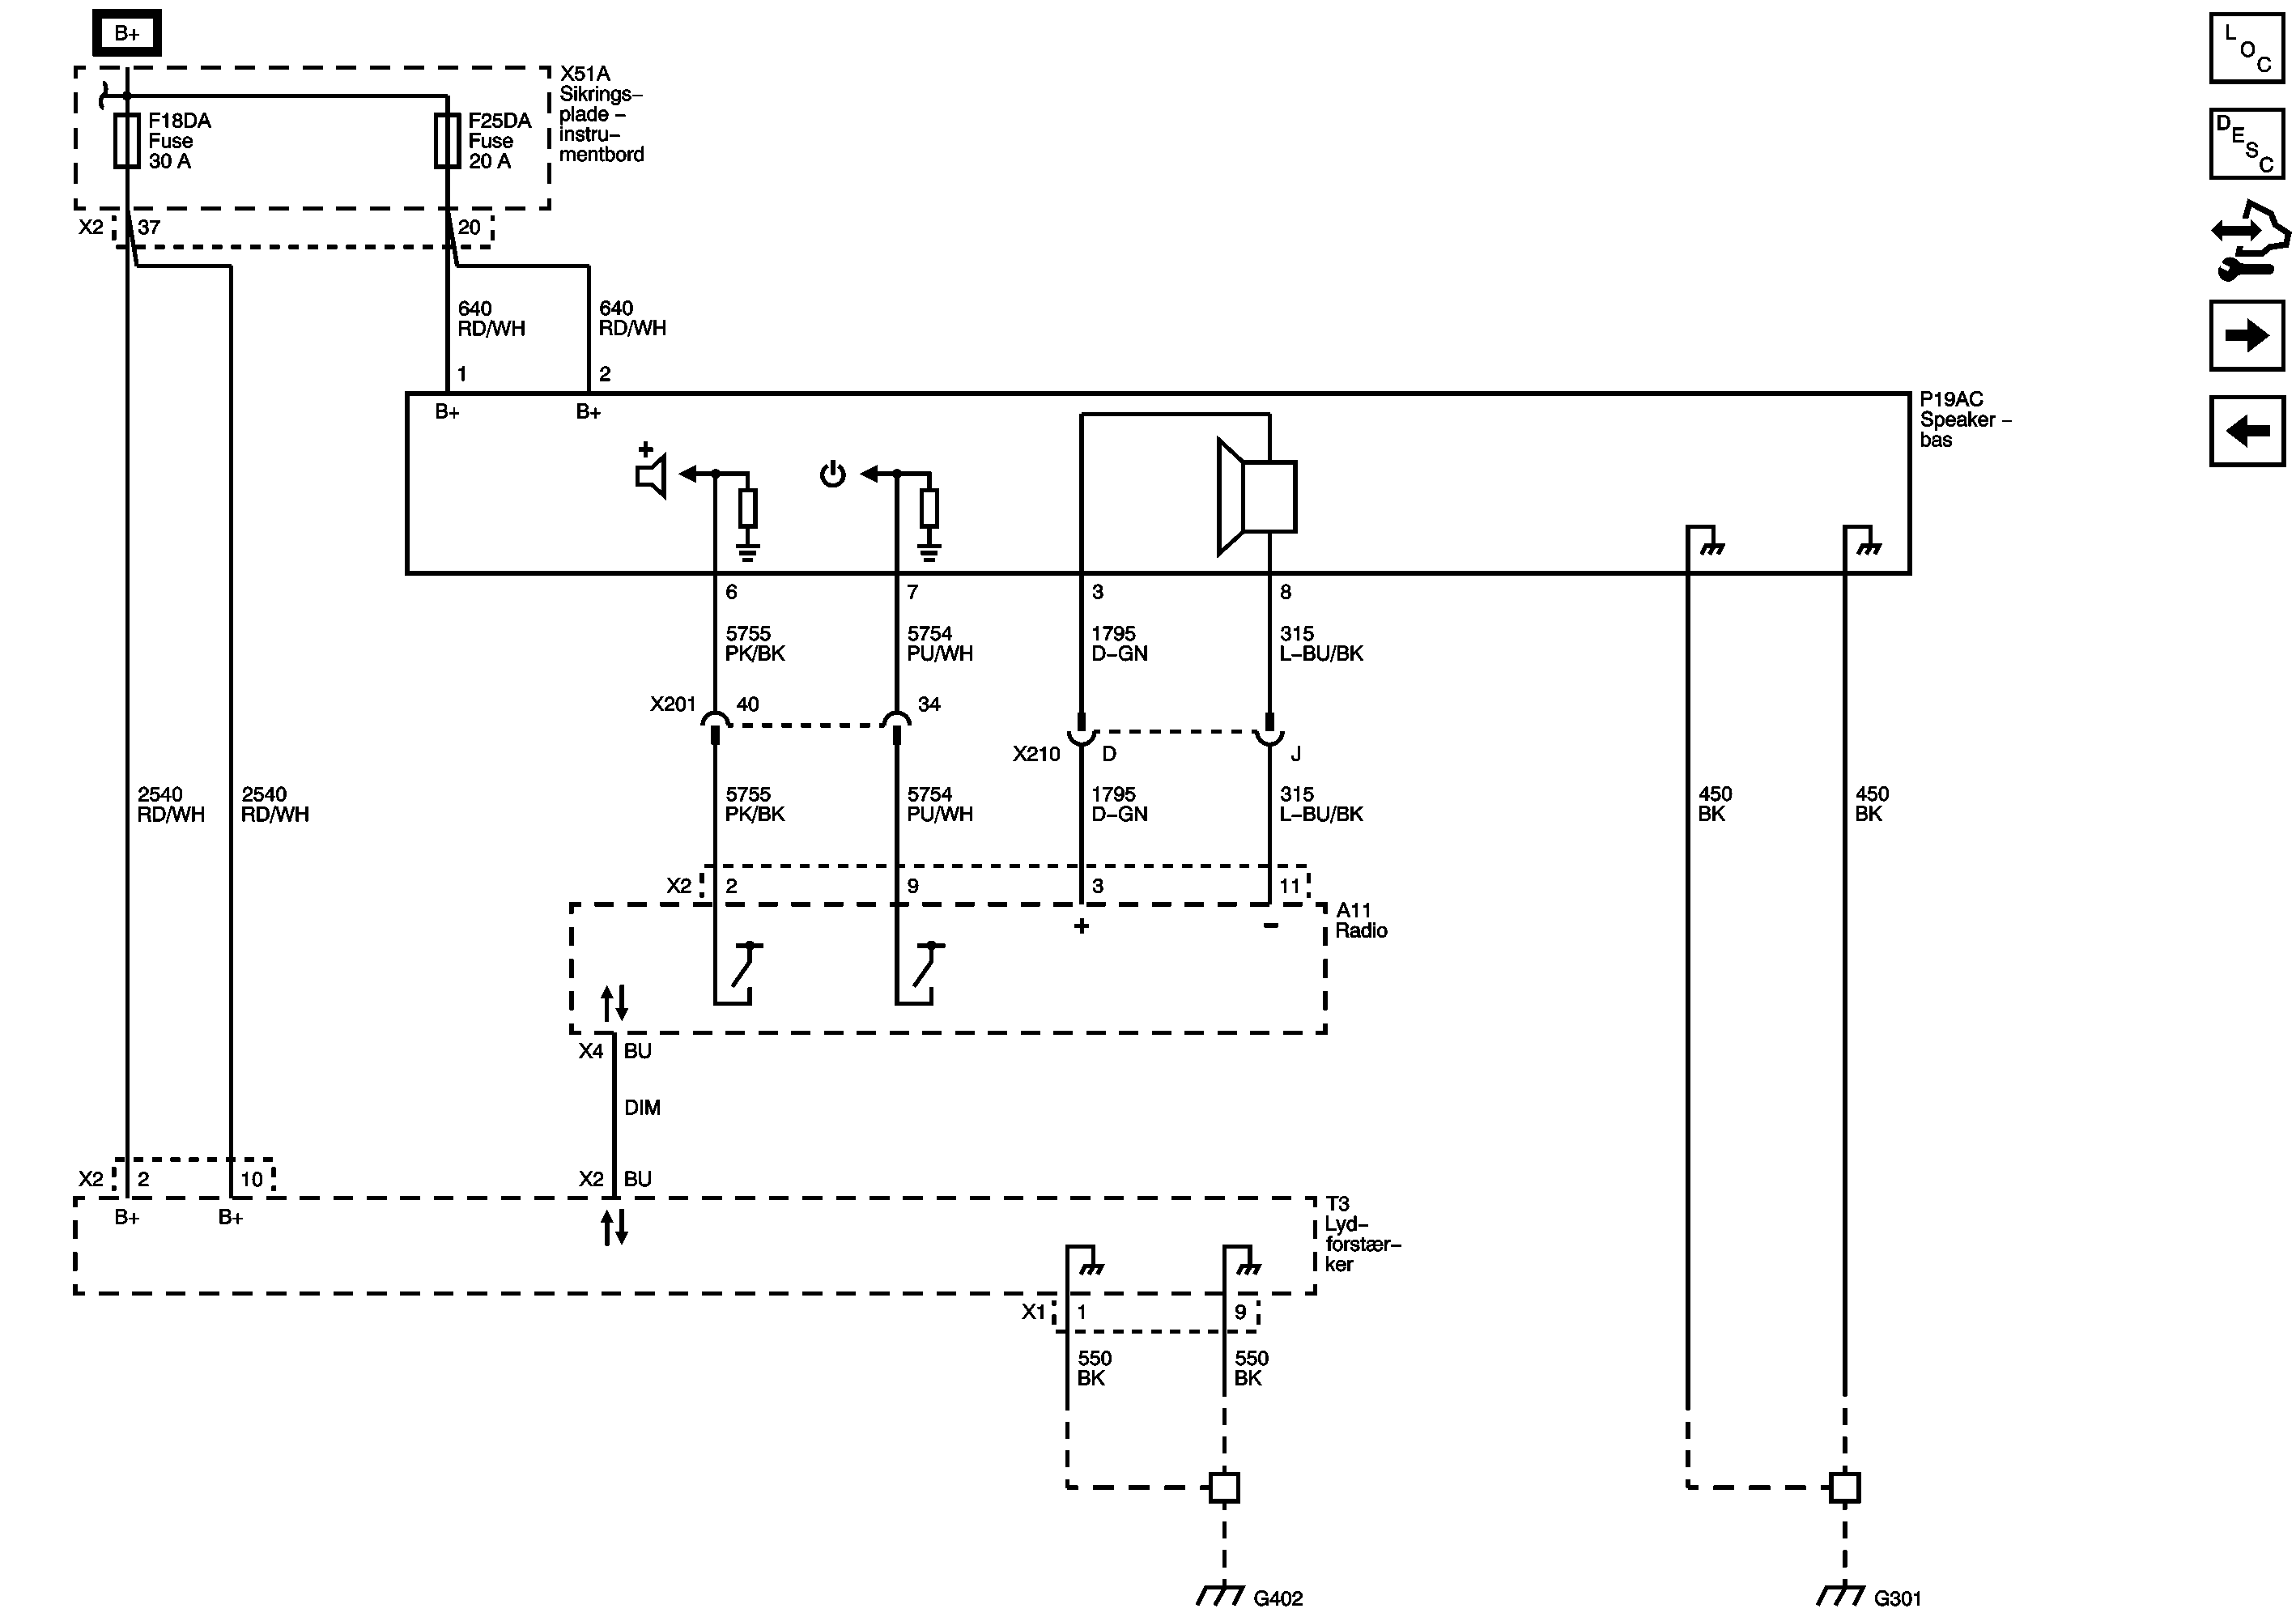 B+
X51A
Sikrings–
plade –
instru–
mentbord
F18DA
Fuse
30 A
F25DA
Fuse
20 A
X2
37
20
640
RD/WH
640
RD/WH
1
2
B+
B+
P19AC
Speaker –
bas
+
6
7
3
8
5755
PK/BK
5754
PU/WH
1795
D–GN
315
L–BU/BK
X201
40
34
X210
D
J
2540
RD/WH
2540
RD/WH
5755
PK/BK
5754
PU/WH
1795
D–GN
315
L–BU/BK
450
BK
450
BK
X2
2
9
3
11
+
–
A11
Radio
X4
BU
DIM
X2
2
10
X2
BU
B+
B+
T3
Lyd–
forstær–
ker
X1
1
9
550
BK
550
BK
G402
G301
LOC
DESC